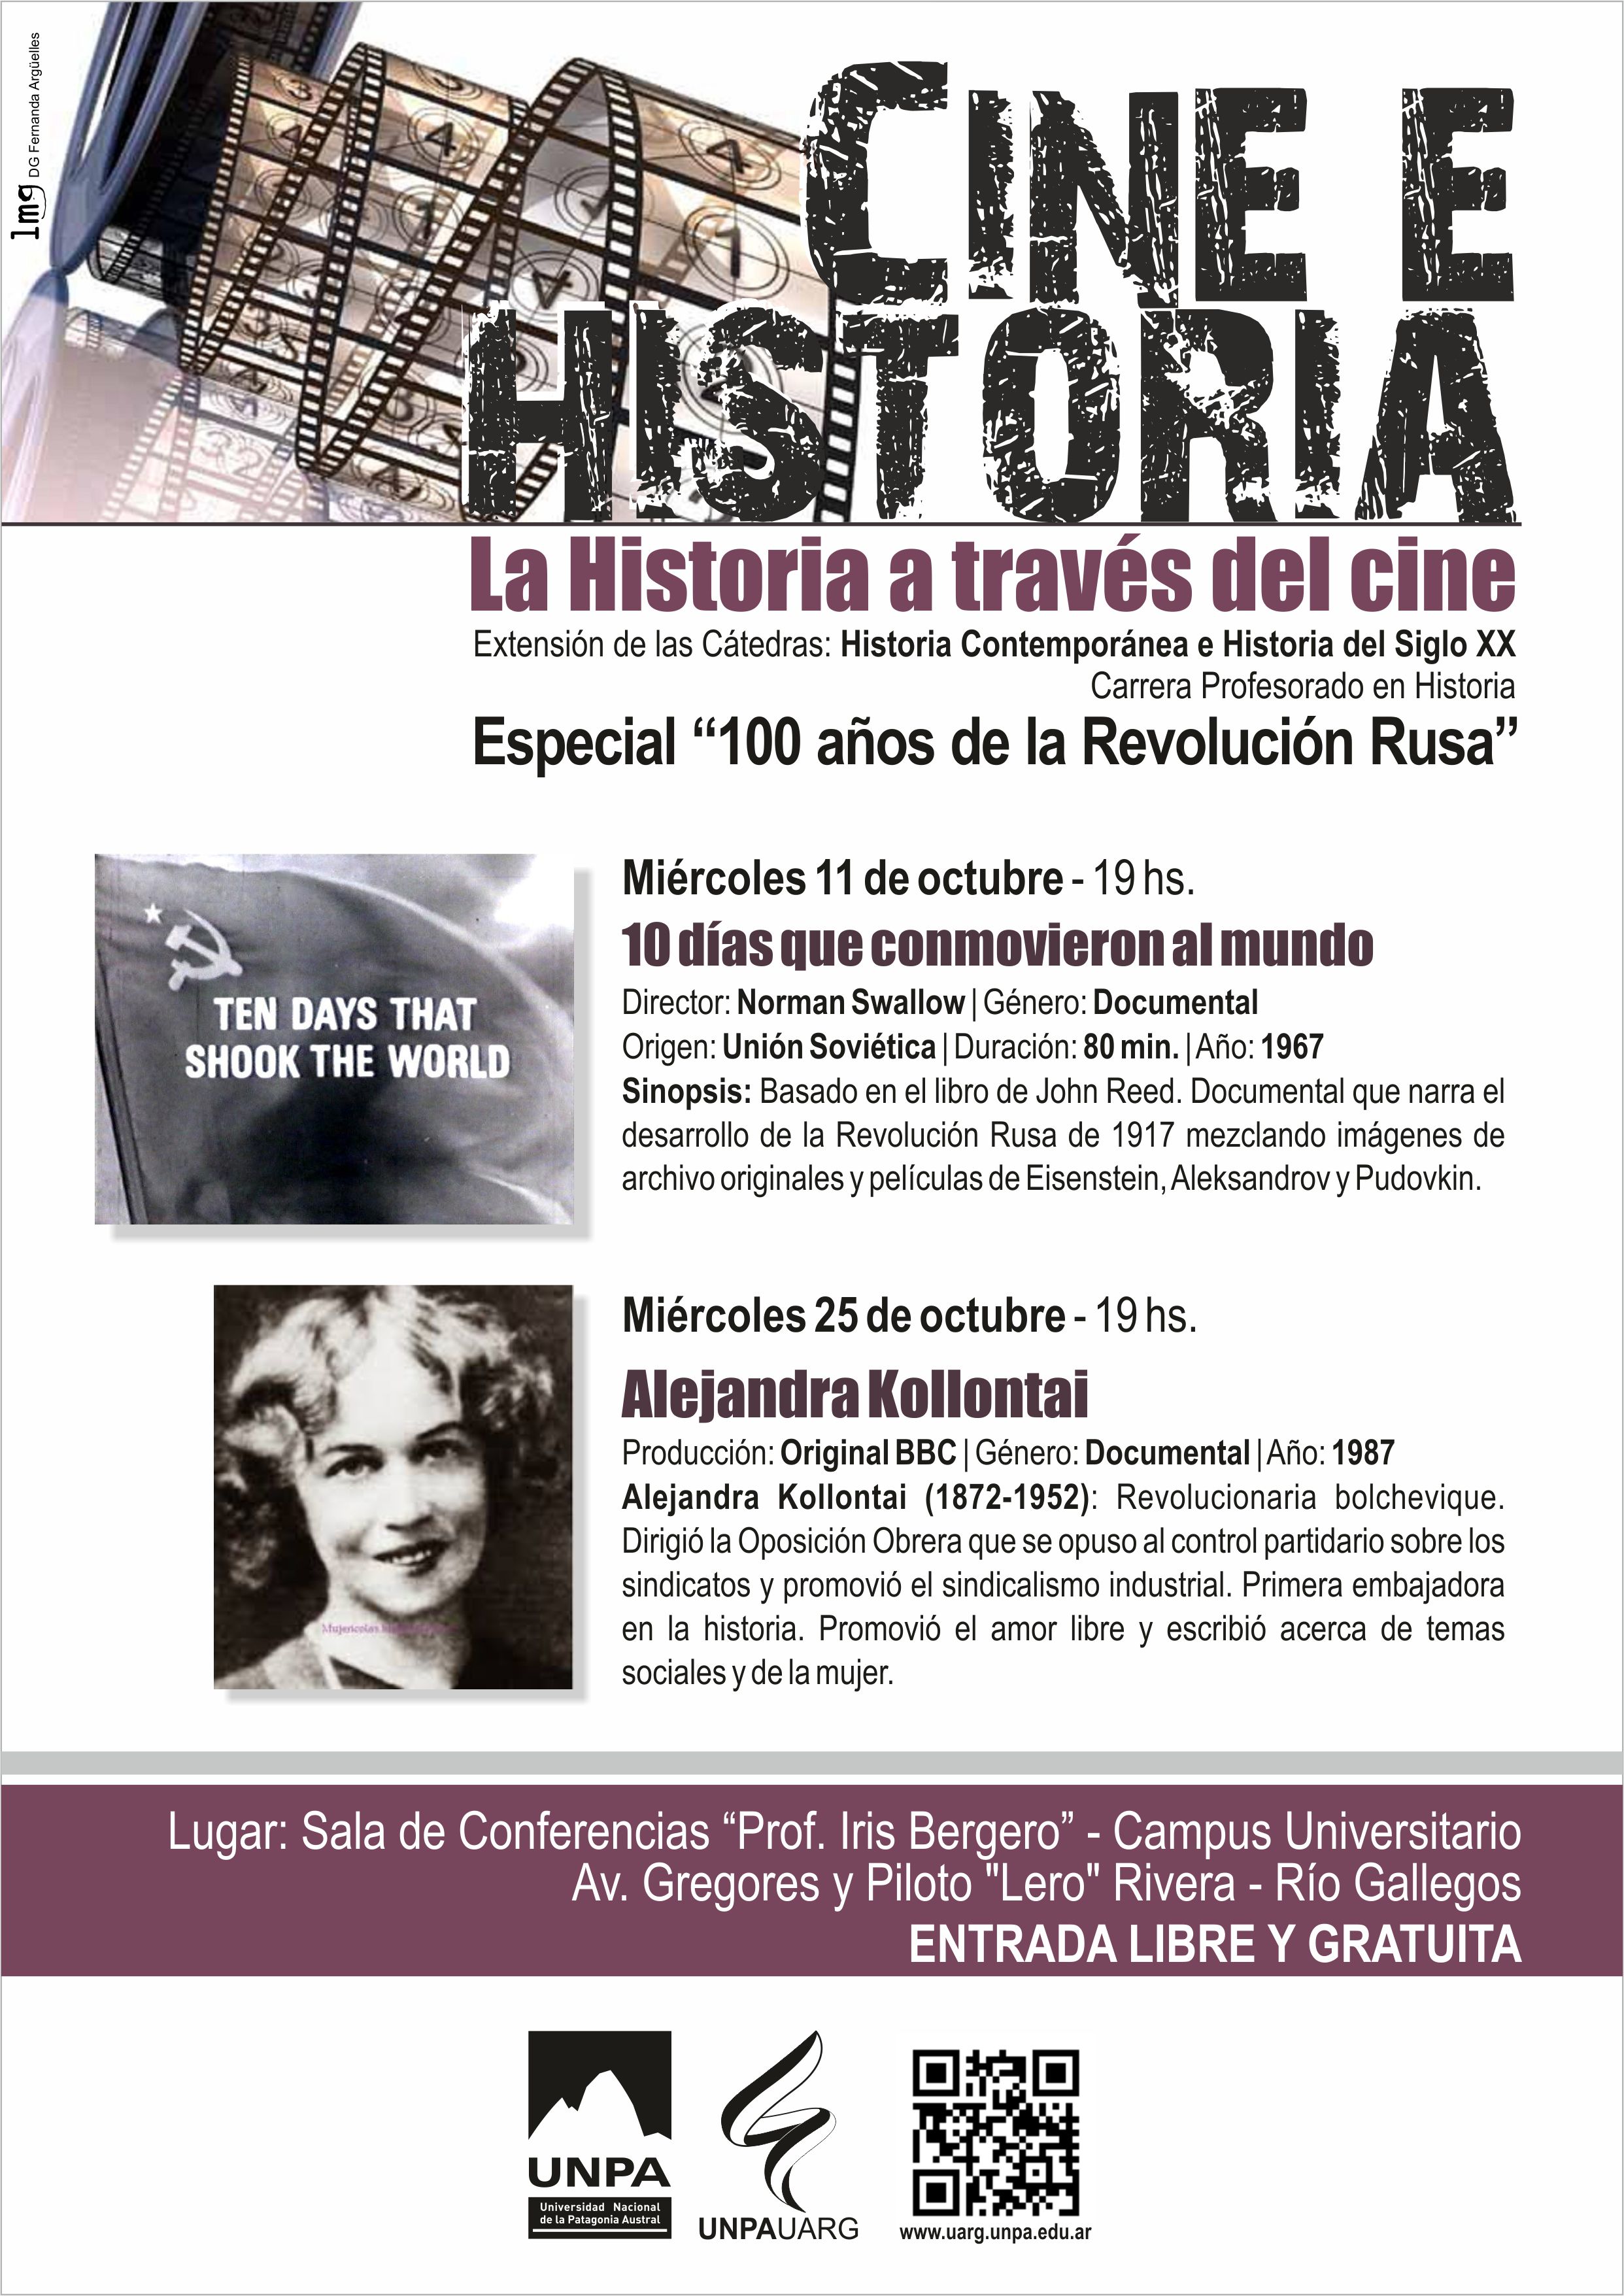 DG Fernanda Argüelles
img
CINE E
HISTORIA
La Historia a través del cine
Extensión de las Cátedras: Historia Contemporánea e Historia del Siglo XX
Carrera Profesorado en Historia
Especial “100 años de la Revolución Rusa”
TEN DAYS THAT
SHOOK THE WORLD
Miércoles 11 de octubre - 19 hs.
10 días que conmovieron al mundo
Director: Norman Swallow | Género: Documental
Origen: Unión Soviética | Duración: 80 min. | Año: 1967
Sinopsis: Basado en el libro de John Reed. Documental que narra el
desarrollo de la Revolución Rusa de 1917 mezclando imágenes de
archivo originales y películas de Eisenstein, Aleksandrov y Pudovkin.
Miércoles 25 de octubre - 19 hs.
Alejandra Kollontai
Producción: Original BBC | Género: Documental | Año: 1987
Alejandra Kollontai (1872-1952): Revolucionaria bolchevique.
Dirigió la Oposición Obrera que se opuso al control partidario sobre los
sindicatos y promovió el sindicalismo industrial. Primera embajadora
en la historia. Promovió el amor libre y escribió acerca de temas
sociales y de la mujer.
Lugar: Sala de Conferencias “Prof. Iris Bergero” - Campus Universitario
Av. Gregores y Piloto "Lero" Rivera - Río Gallegos
ENTRADA LIBRE Y GRATUITA
UNPA
Universidad Nacional
de la Patagonia Austral
UNPAUARG
www.uarg.unpa.edu.ar